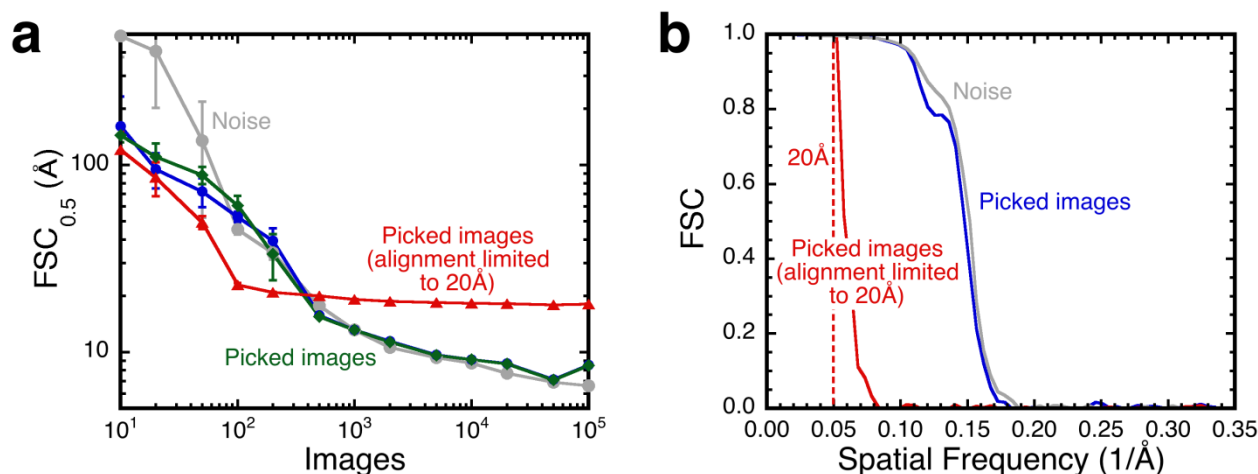 a
FSC0.5 (Å)
100
10
10¹
10²
10³
10⁴
10⁵
Images
Noise
Picked images
(alignment limited
to 20Å)
Picked images
b
FSC
1.0
0.8
0.6
0.4
0.2
0.0
0.00
0.05
0.10
0.15
0.20
0.25
0.30
0.35
Spatial Frequency (1/Å)
Noise
20Å
Picked images
Picked images
(alignment limited
to 20Å)